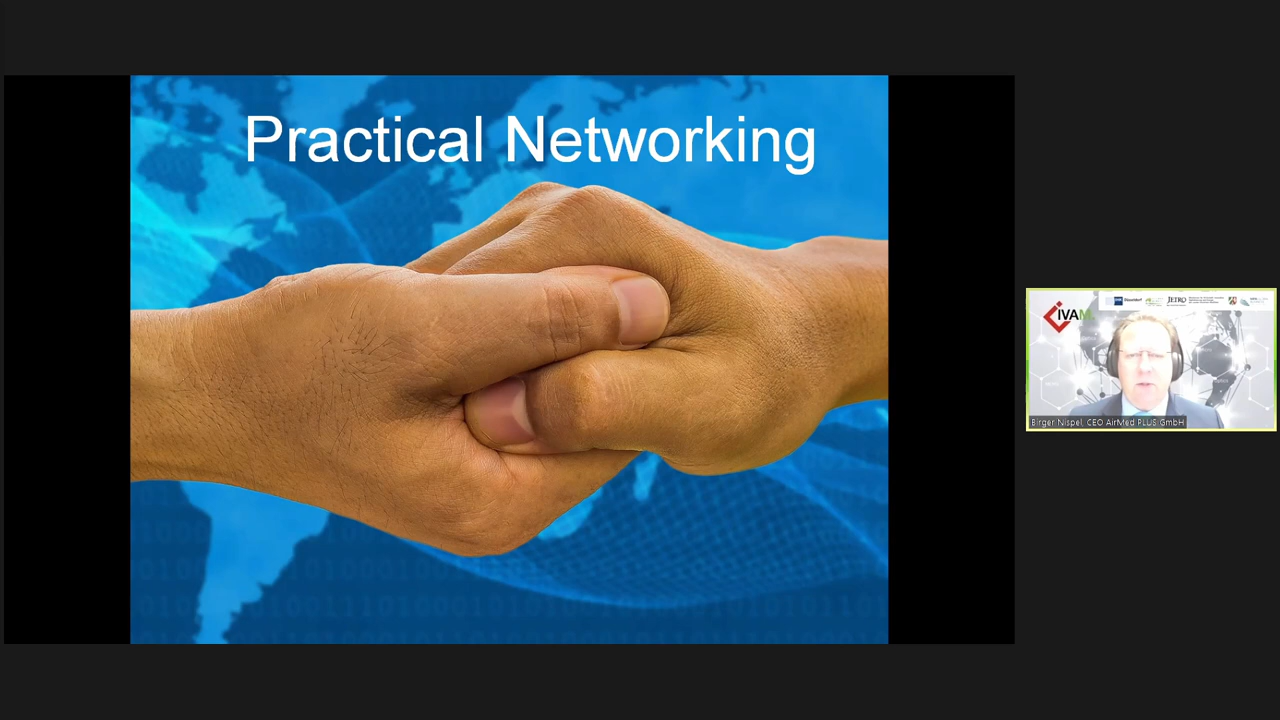 Practical Networking
IVAM
JETRO
Birger Nispel, CEO AirMed PLUS GmbH